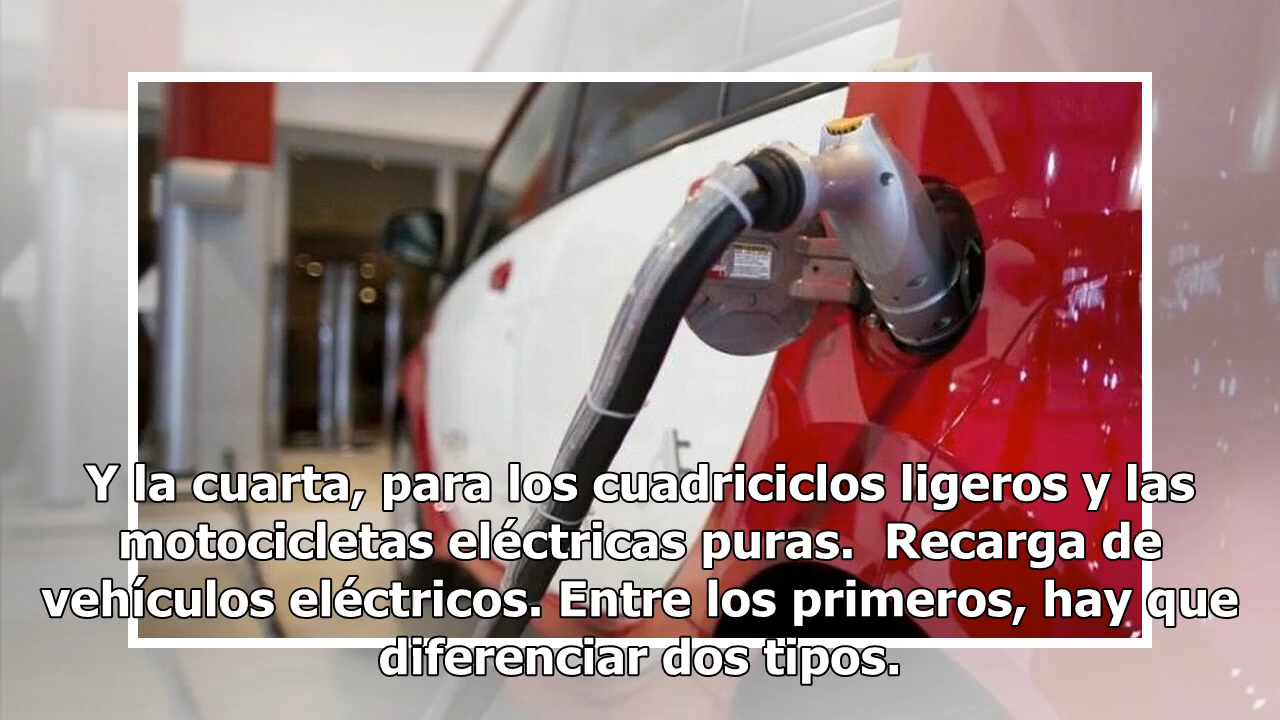 Y la cuarta, para los cuadriciclos ligeros y las
motocicletas eléctricas puras.  Recarga de
vehículos eléctricos. Entre los primeros, hay que
diferenciar dos tipos.